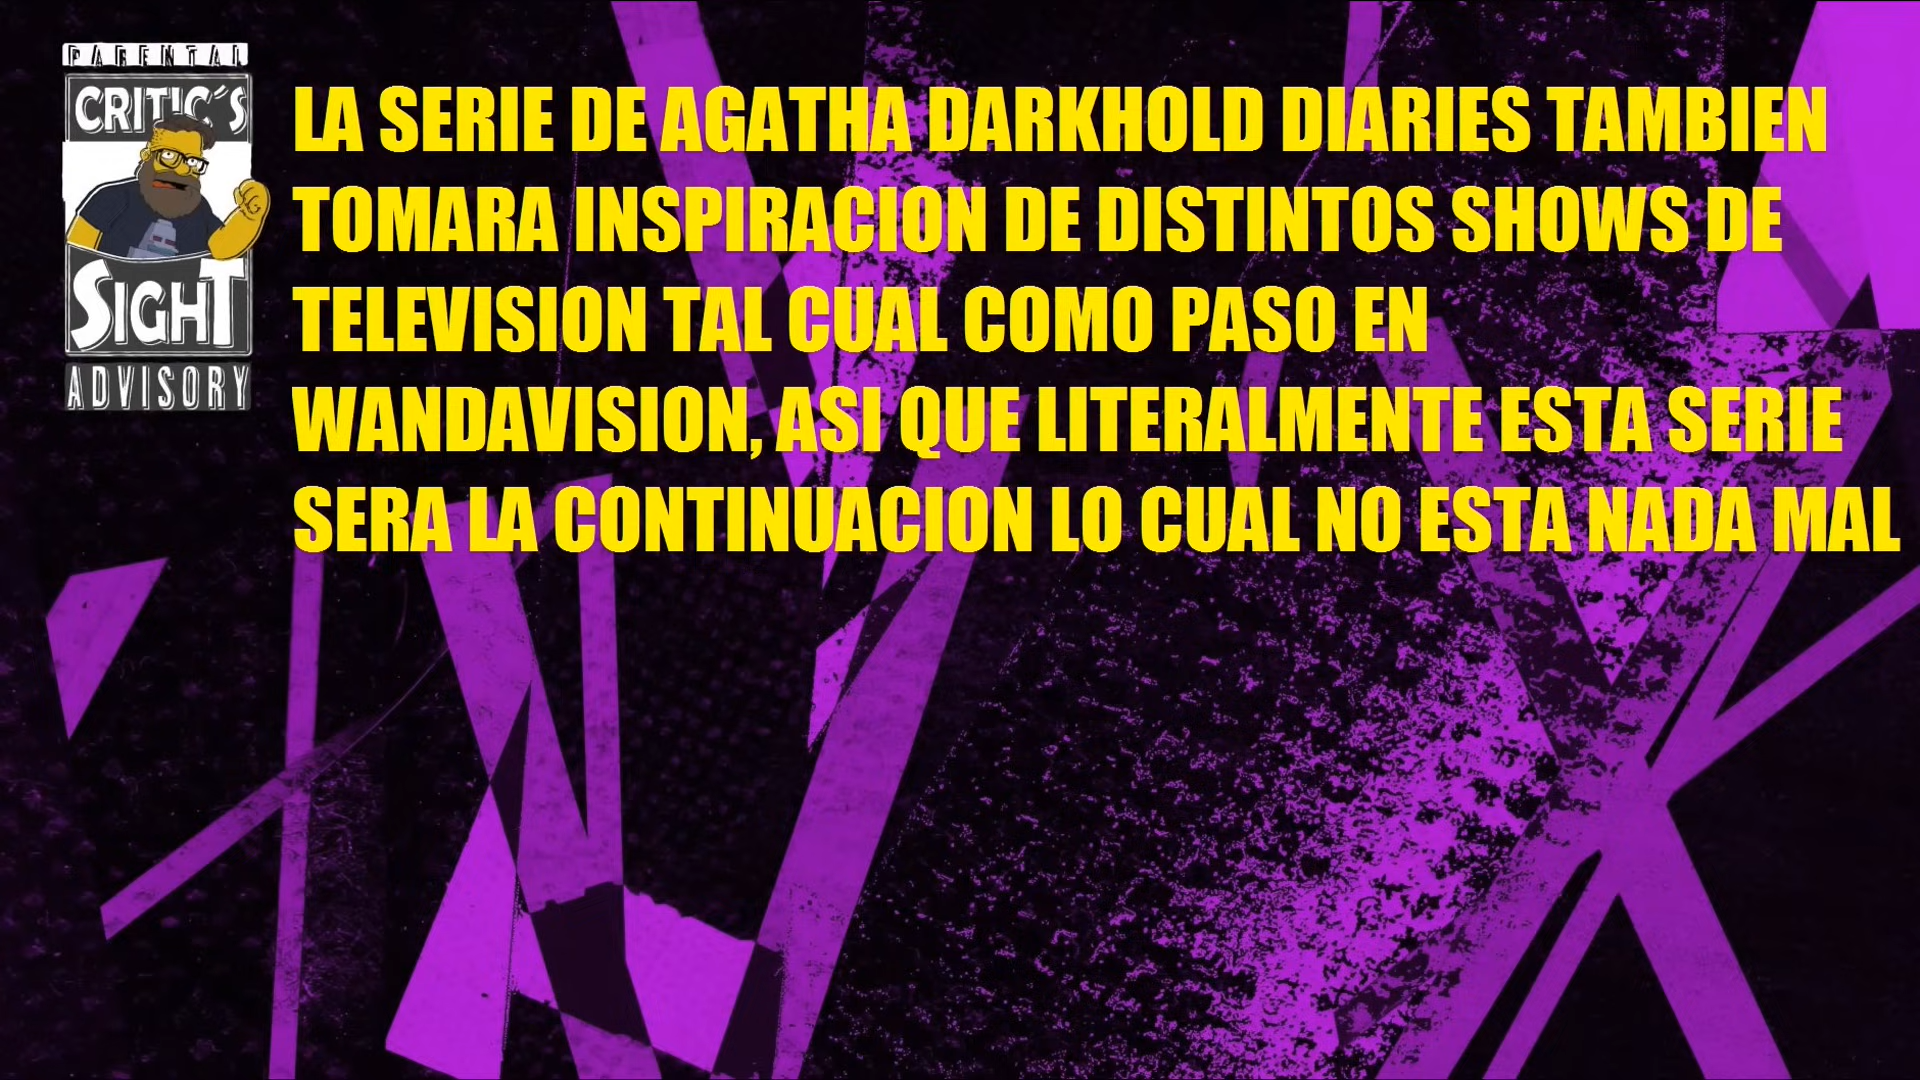 PARENTAL
CRITIC´S
SIGHT
ADVISORY
LA SERIE DE AGATHA DARKHOLD DIARIES TAMBIEN
TOMARA INSPIRACION DE DISTINTOS SHOWS DE
TELEVISION TAL CUAL COMO PASO EN
WANDAVISION, ASI QUE LITERALMENTE ESTA SERIE
SERA LA CONTINUACION LO CUAL NO ESTA NADA MAL